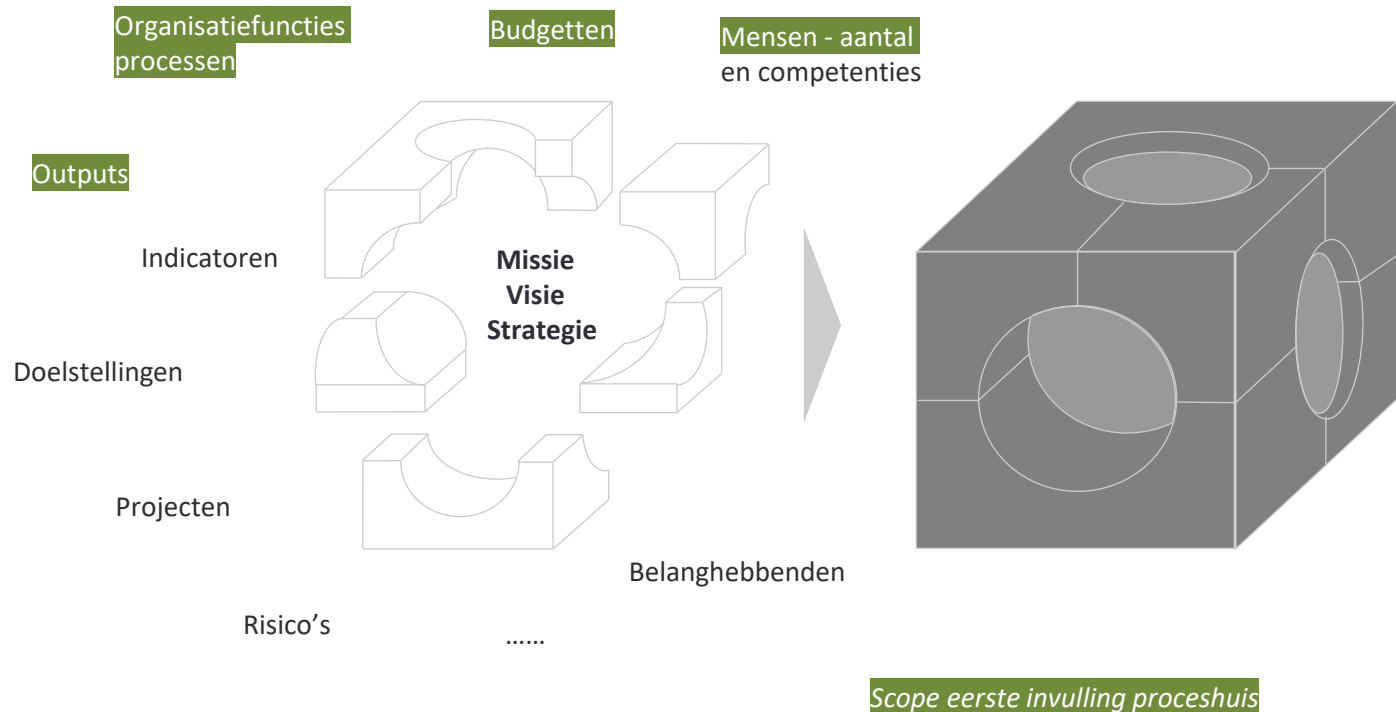 Organisatiefuncties
processen
Budgetten
Mensen - aantal
en competenties
Outputs
Indicatoren
Missie
Visie
Strategie
Doelstellingen
Projecten
Belanghebbenden
Risico’s
……
Scope eerste invulling proceshuis